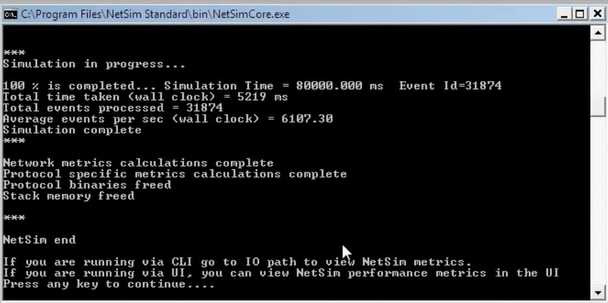 C:\Program Files\NetSim Standard\bin\NetSimCore.exe
***
Simulation in progress...
100 % is completed... Simulation Time = 80000.000 ms  Event Id=31874
Total time taken (wall clock) = 5219 ms
Total events processed = 31874
Average events per sec (wall clock) = 6107.30
Simulation complete
***
Network metrics calculations complete
Protocol specific metrics calculations complete
Protocol binaries freed
Stack memory freed
***
NetSim end
If you are running via CLI go to IO path to view NetSim metrics.
If you are running via UI, you can view NetSim performance metrics in the UI
Press any key to continue....